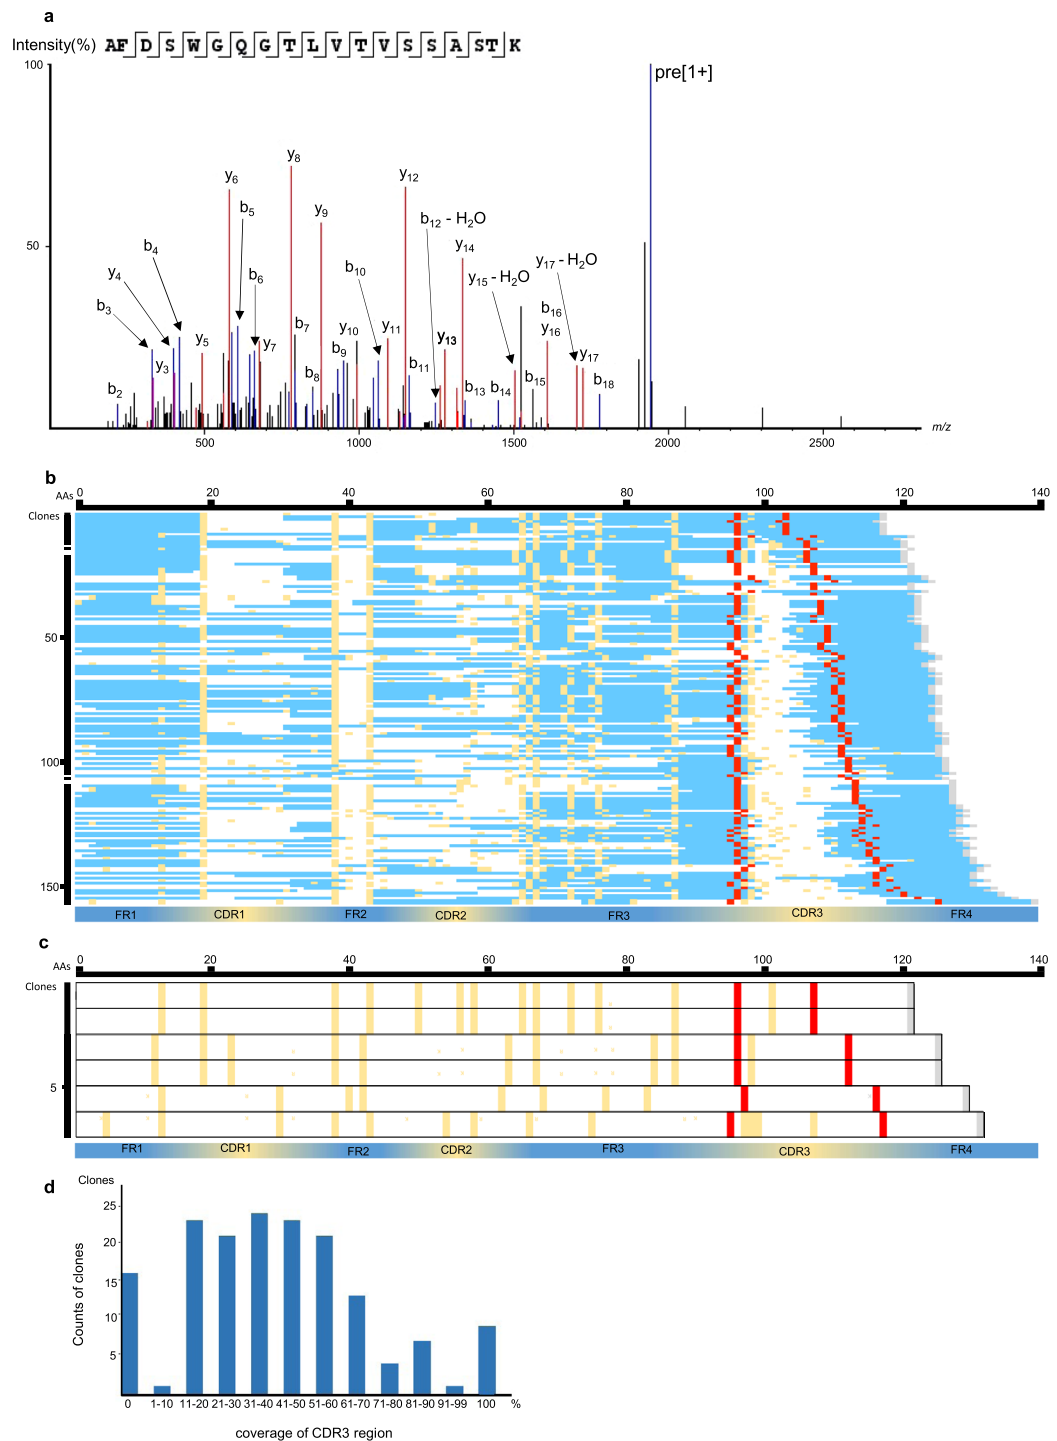 a
Intensity(%) AFDSWGQGTLVTVSSASTK
100
50
pre[1+]
y8
y6
y12
b5
b12 - H2O
y9
b4
y14
y17 - H2O
y4
b6
b10
y15 - H2O
b3
b16
b7
y10
y11
y13
y16
y5
y7
y3
b9
y17
b8
b11
b2
b13
b14
b15
b18
500 1000 1500 2000 2500 m/z
b
AAs 0 20 40 60 80 100 120 140
Clones
50
100
150
FR1 CDR1 FR2 CDR2 FR3 CDR3 FR4
c
AAs 0 20 40 60 80 100 120 140
Clones
5
FR1 CDR1 FR2 CDR2 FR3 CDR3 FR4
d
Clones
25
20
15
10
5
Counts of clones
0 1-10 11-20 21-30 31-40 41-50 51-60 61-70 71-80 81-90 91-99 100 %
coverage of CDR3 region